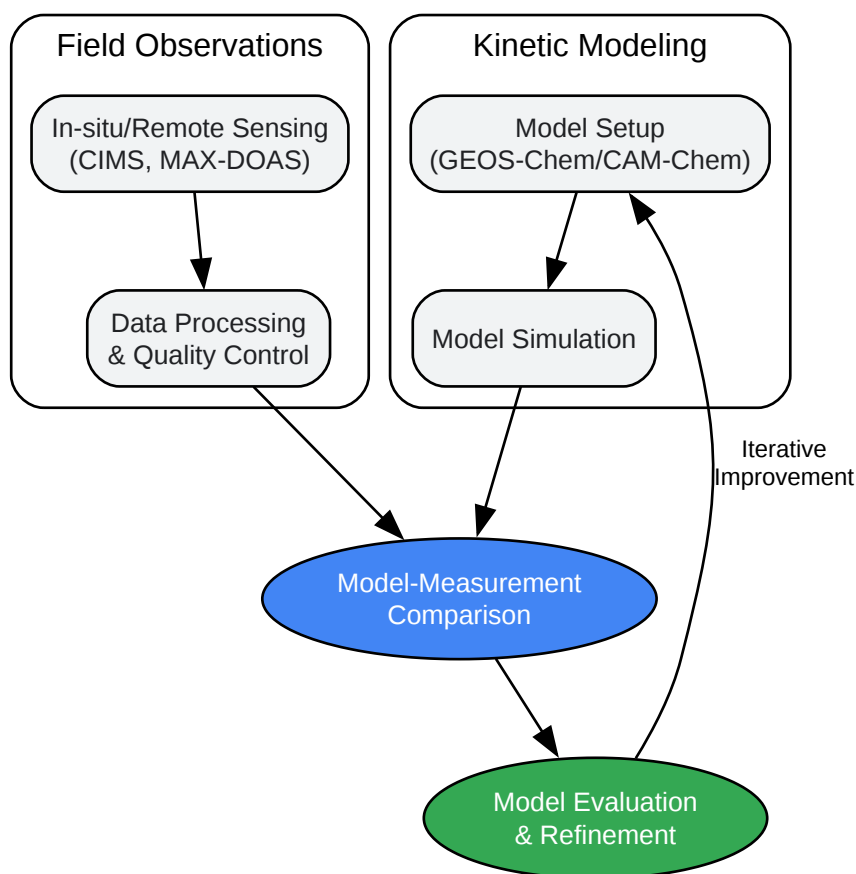 Field Observations
In-situ/Remote Sensing
(CIMS, MAX-DOAS)
Data Processing
& Quality Control
Kinetic Modeling
Model Setup
(GEOS-Chem/CAM-Chem)
Model Simulation
Iterative
Improvement
Model-Measurement
Comparison
Model Evaluation
& Refinement